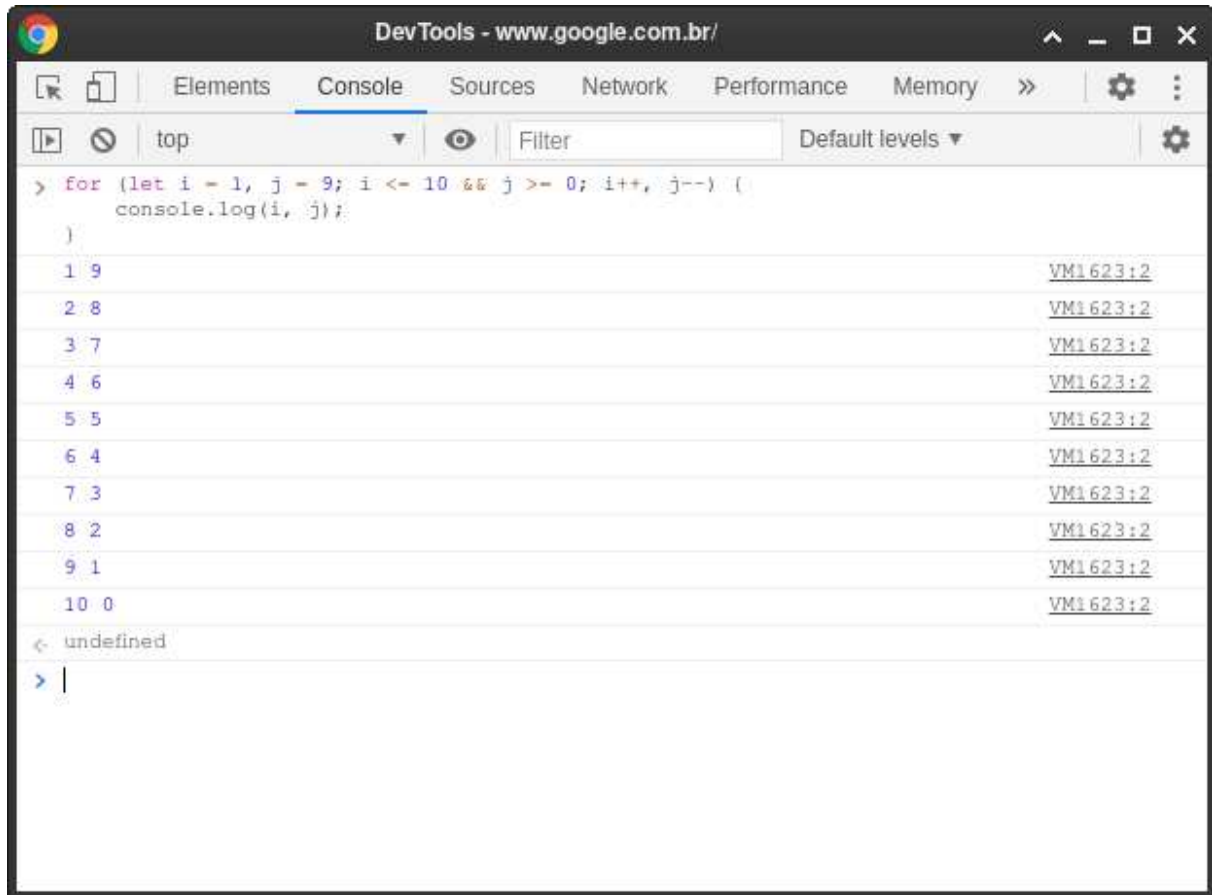 DevTools - www.google.com.br/
Elements Console Sources Network Performance Memory »
top Filter Default levels ▼
> for (let i = 1, j = 9; i <= 10 && j >= 0; i++, j--) {
console.log(i, j);
}
1 9 VM1623:2
2 8 VM1623:2
3 7 VM1623:2
4 6 VM1623:2
5 5 VM1623:2
6 4 VM1623:2
7 3 VM1623:2
8 2 VM1623:2
9 1 VM1623:2
10 0 VM1623:2
undefined
>